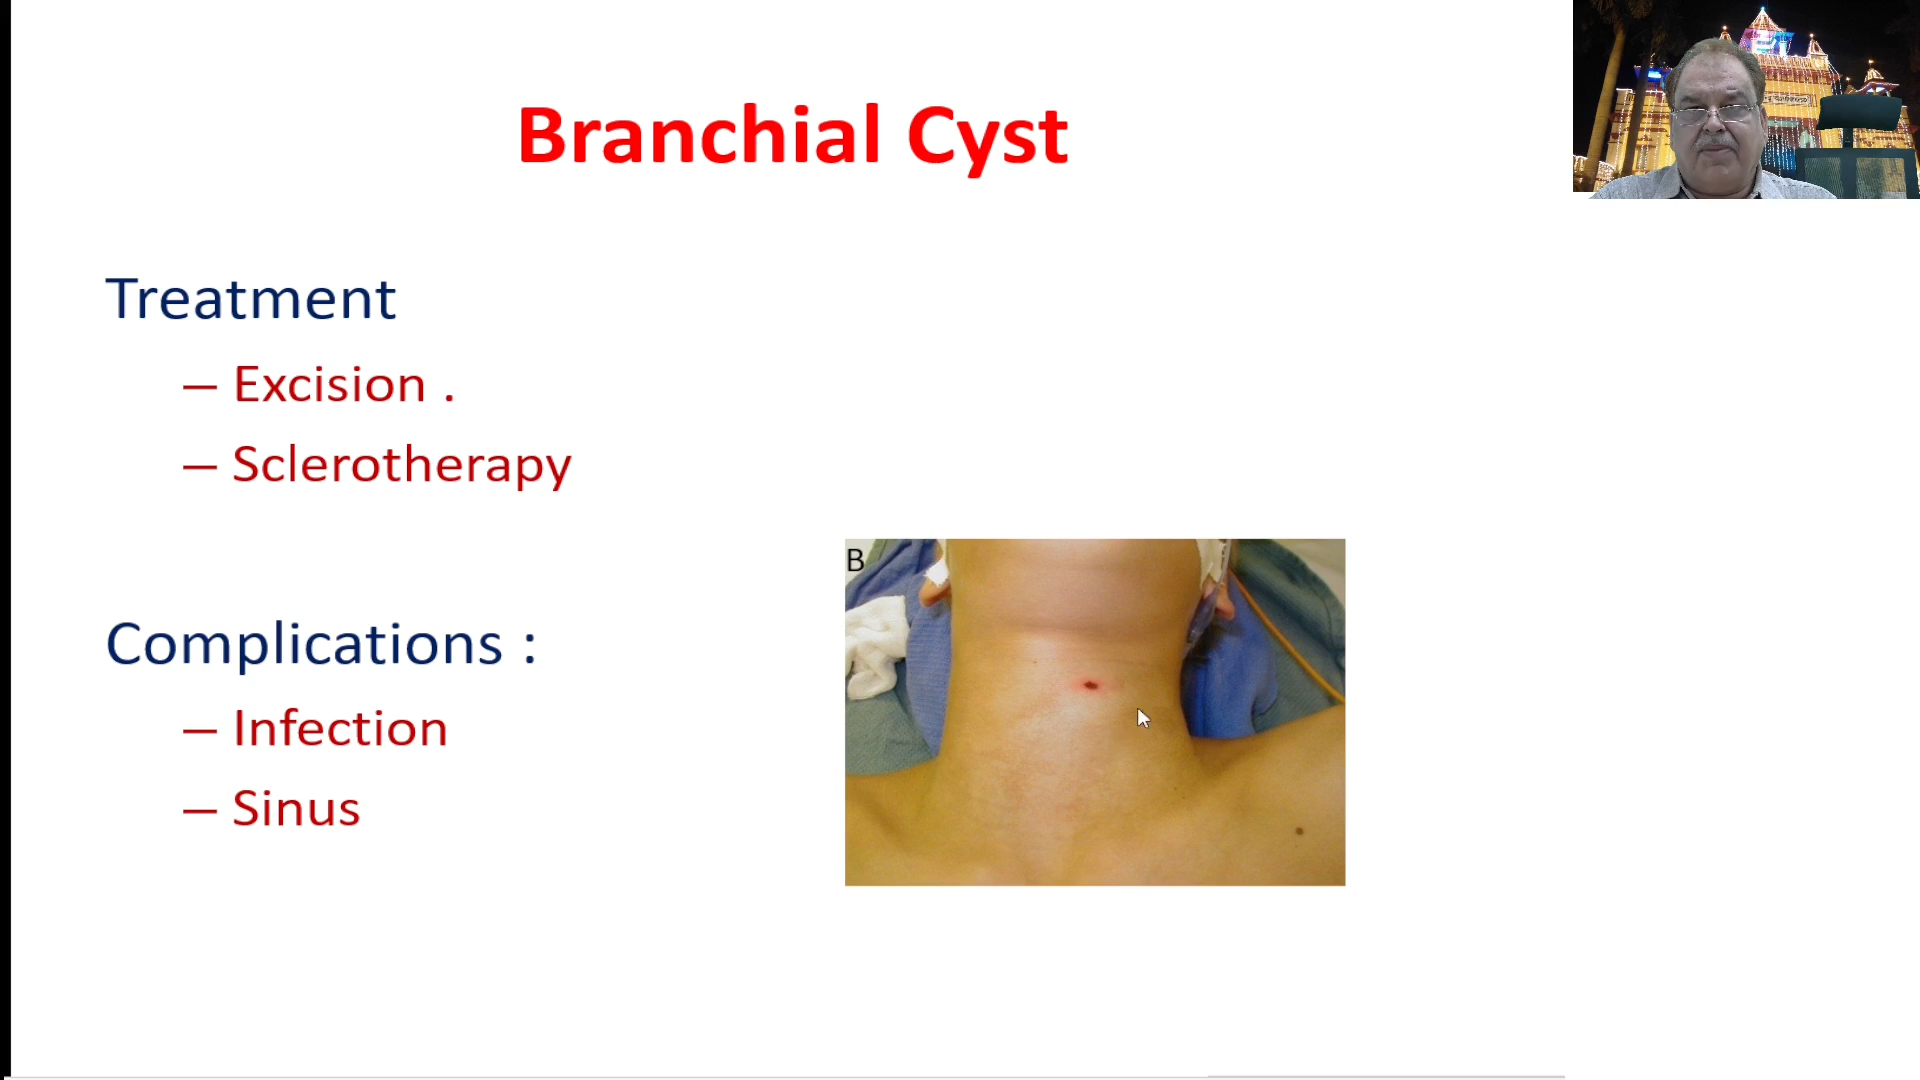 Branchial Cyst
Treatment
– Excision .
– Sclerotherapy
B
Complications :
– Infection
– Sinus